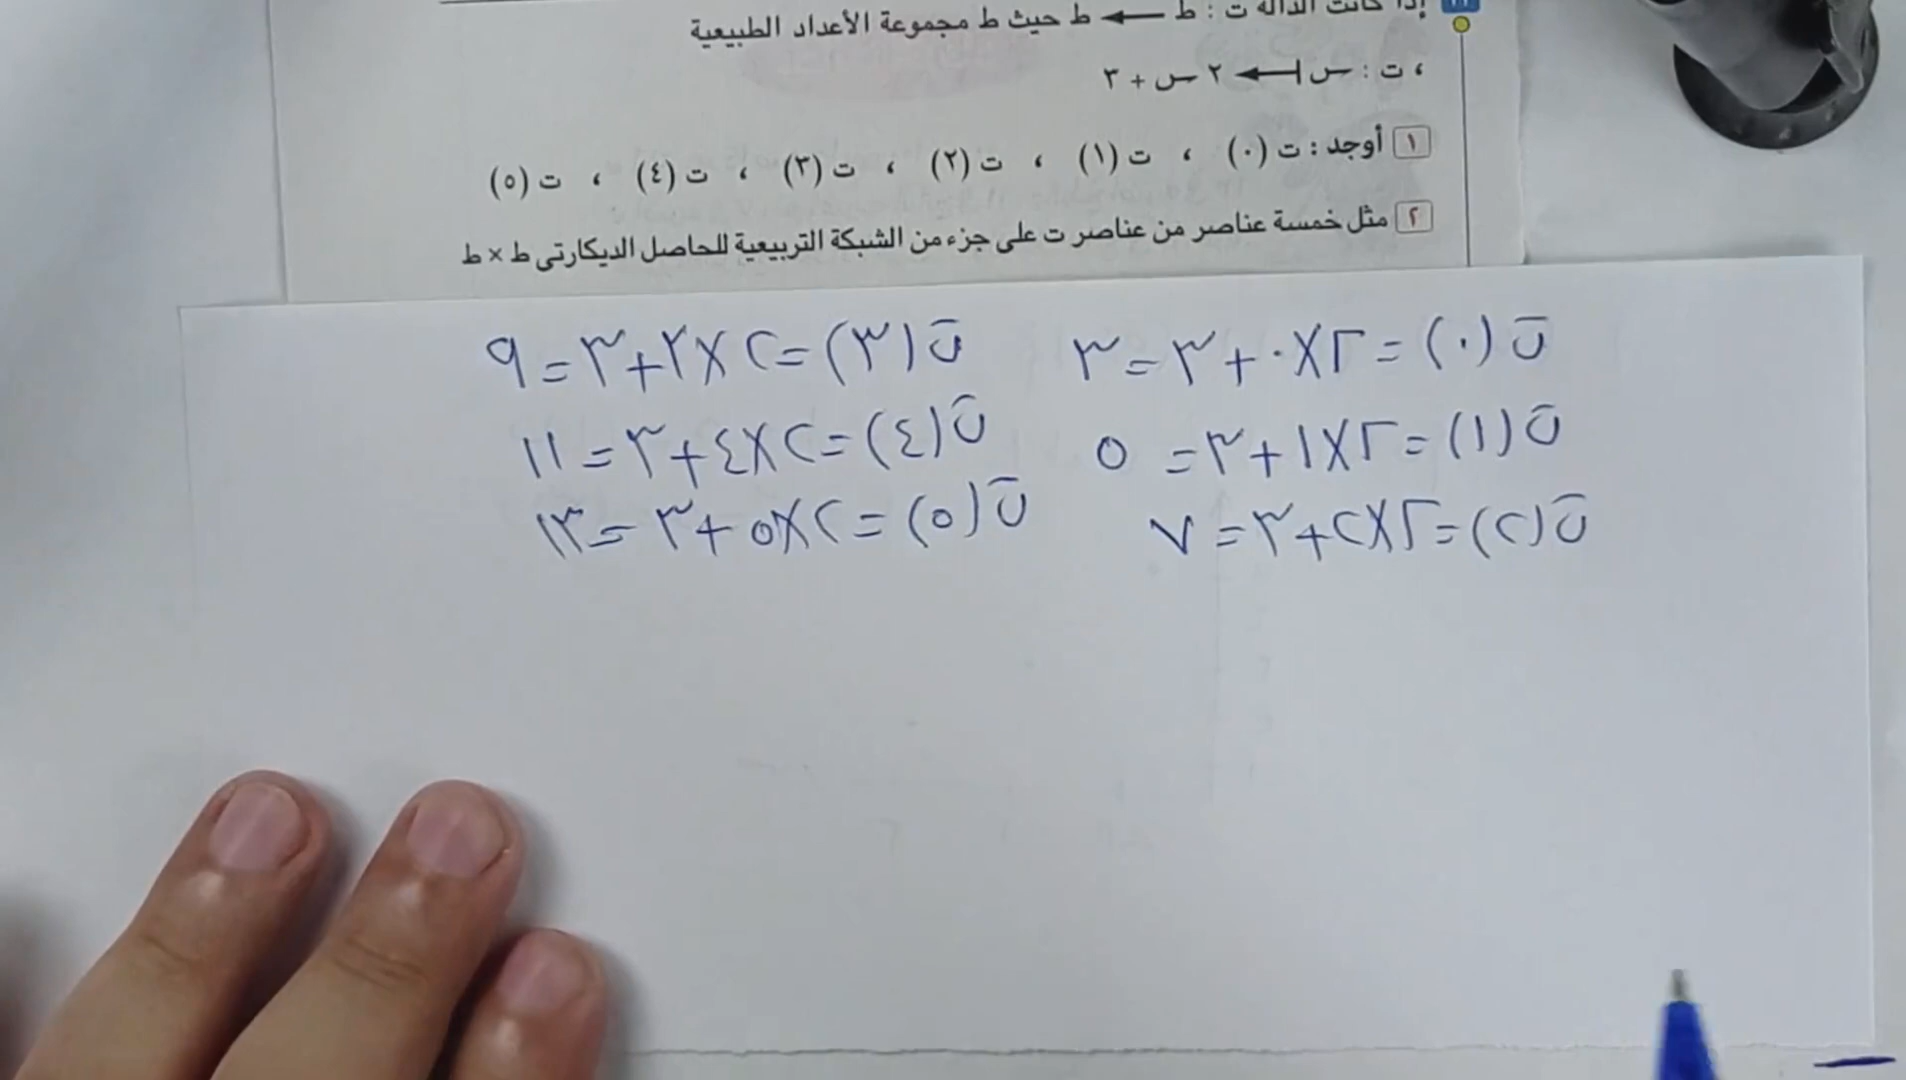 إذا كانت الدالة ت : ط ← ط حيث ط مجموعة الأعداد الطبيعية
، ت : س ↤ ٢ س + ٣
١ أوجد : ت (٠) ، ت (١) ، ت (٢) ، ت (٣) ، ت (٤) ، ت (٥)
٢ مثل خمسة عناصر من عناصر ت على جزء من الشبكة التربيعية للحاصل الديكارتى ط × ط
ت (٠) = ٢ × ٠ + ٣ = ٣
ت (١) = ٢ × ١ + ٣ = ٥
ت (٢) = ٢ × ٢ + ٣ = ٧
ت (٣) = ٢ × ٣ + ٣ = ٩
ت (٤) = ٢ × ٤ + ٣ = ١١
ت (٥) = ٢ × ٥ + ٣ = ١٣